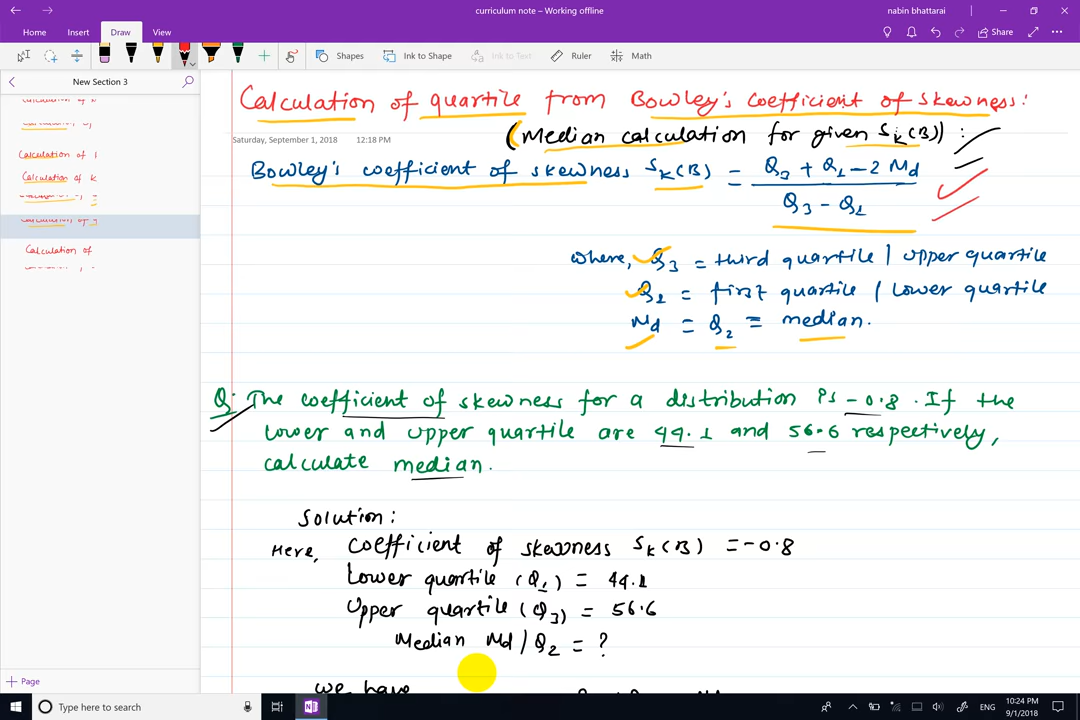 curriculum note – Working offline
nabin bhattarai
Home Insert Draw View
Share
Shapes Ink to Shape Ink to Text Ruler Math
New Section 3
Calculation of quartile from Bowley's coefficient of skewness:
Saturday, September 1, 2018 12:18 PM
(Median calculation for given Sk(B)) :
Bowley's coefficient of skewness Sk(B) = Q3 + Q1 - 2 Md
Q3 - Q1
where, Q3 = third quartile / upper quartile
Q1 = first quartile / lower quartile
Md = Q2 = median.
Q: The coefficient of skewness for a distribution is -0.8. If the
lower and upper quartile are 44.1 and 56.6 respectively,
calculate median.
Solution:
Here, coefficient of skewness Sk(B) = -0.8
Lower quartile (Q1) = 44.1
Upper quartile (Q3) = 56.6
Median Md / Q2 = ?
we have
Calculation of
Calculation of k
Calculation of
Calculation of
+ Page
Type here to search
ENG
10:24 PM
9/1/2018